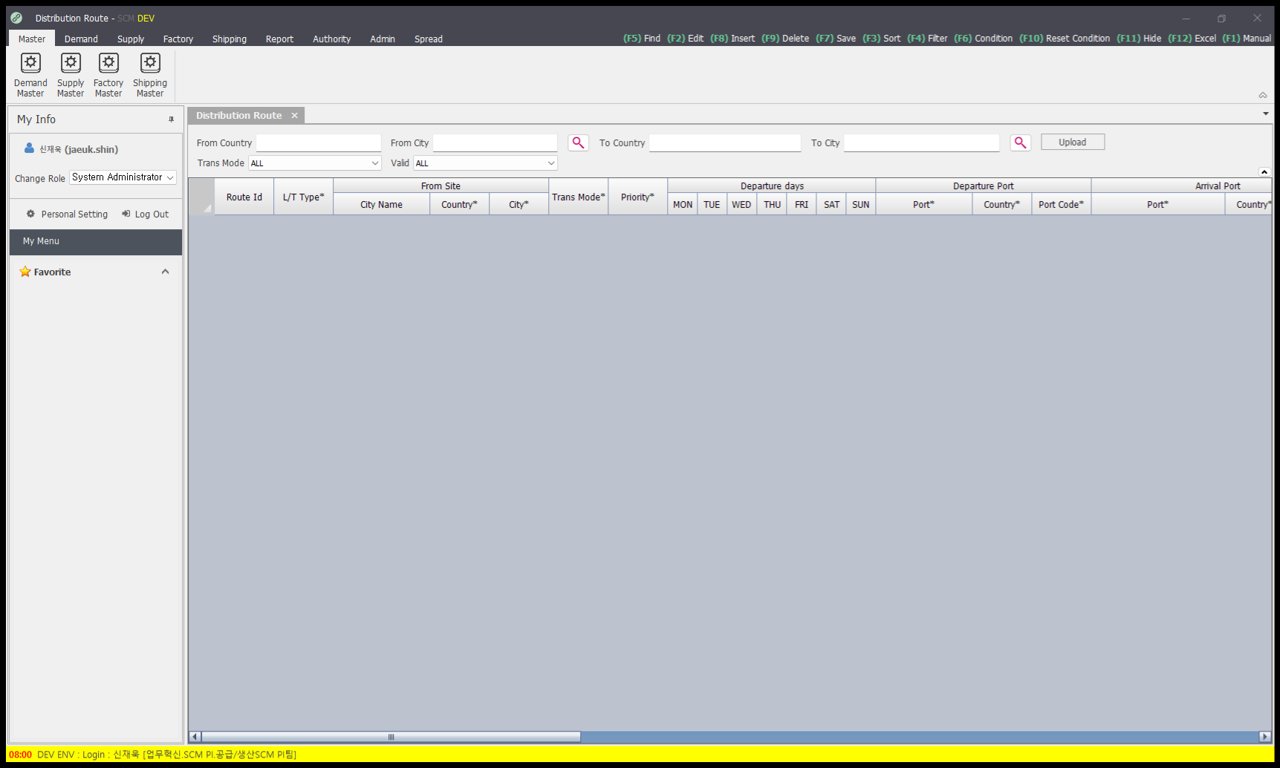 Distribution Route - SCM DEV
Master Demand Supply Factory Shipping Report Authority Admin Spread (F5) Find (F2) Edit (F8) Insert (F9) Delete (F7) Save (F3) Sort (F4) Filter (F6) Condition (F10) Reset Condition (F11) Hide (F12) Excel (F1) Manual
Demand Master
Supply Master
Factory Master
Shipping Master
My Info
신재욱 (jaeuk.shin)
Change Role System Administrator
Personal Setting Log Out
My Menu
Favorite
Distribution Route
From Country From City To Country To City Upload
Trans Mode ALL Valid ALL
Route Id L/T Type* From Site Trans Mode* Priority* Departure days Departure Port Arrival Port
City Name Country* City* MON TUE WED THU FRI SAT SUN Port* Country* Port Code* Port* Country*
08:00 DEV ENV : Login : 신재욱 [업무혁신.SCM PI.공급/생산SCM PI팀]